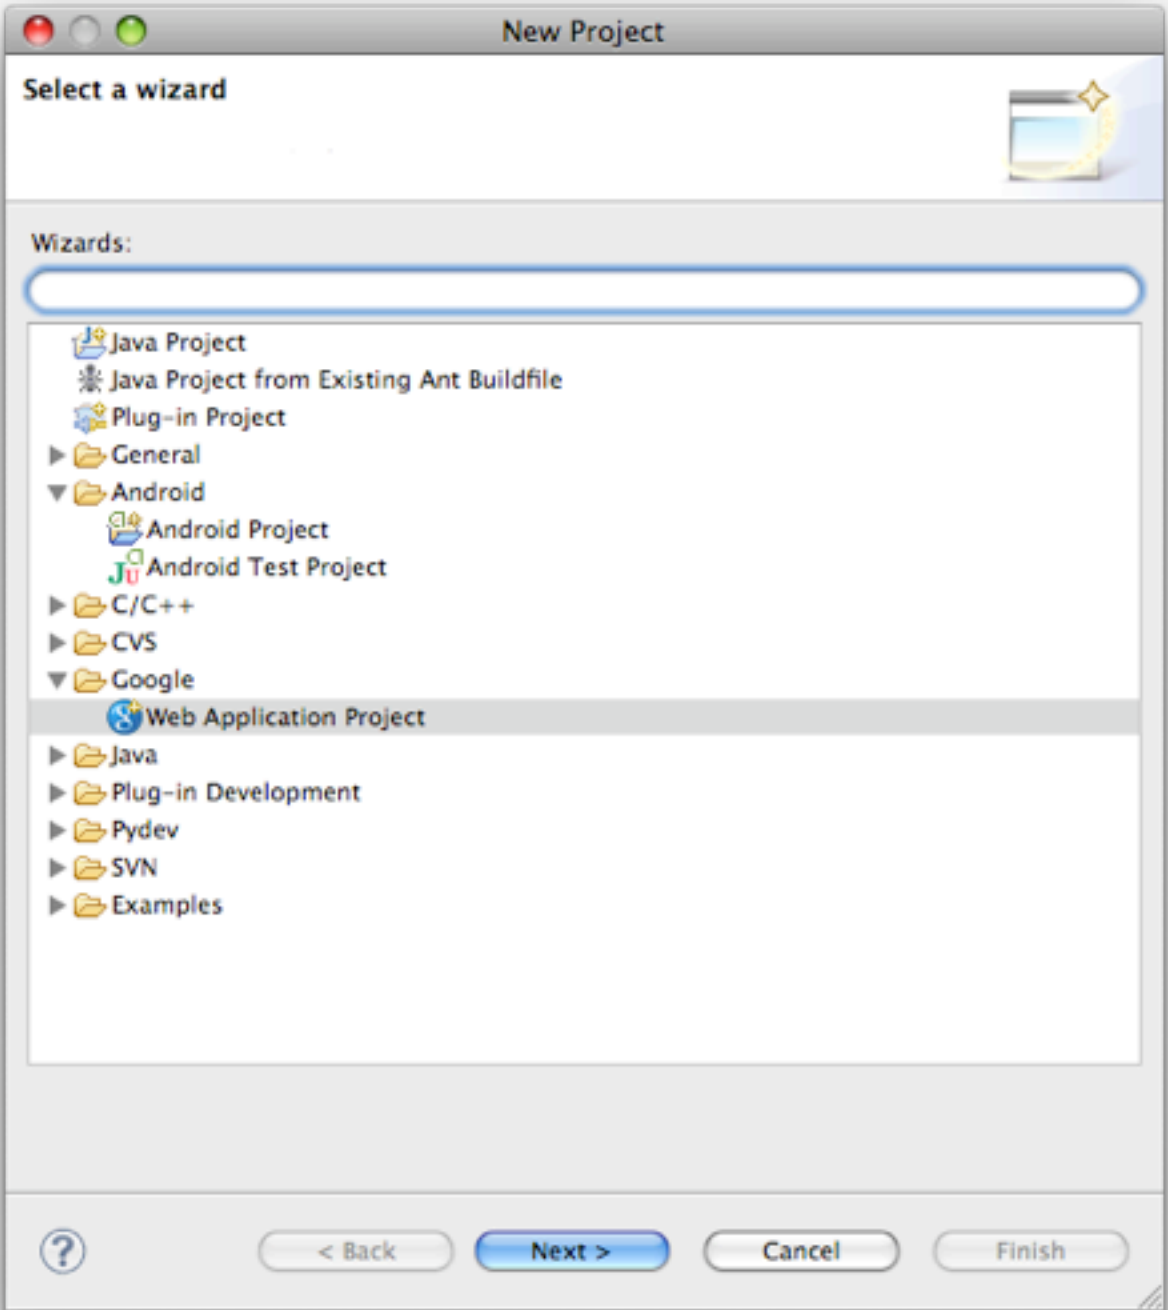 New Project
Select a wizard
Wizards:
Java Project
Java Project from Existing Ant Buildfile
Plug-in Project
General
Android
Android Project
Android Test Project
C/C++
CVS
Google
Web Application Project
Java
Plug-in Development
Pydev
SVN
Examples
? < Back Next > Cancel Finish